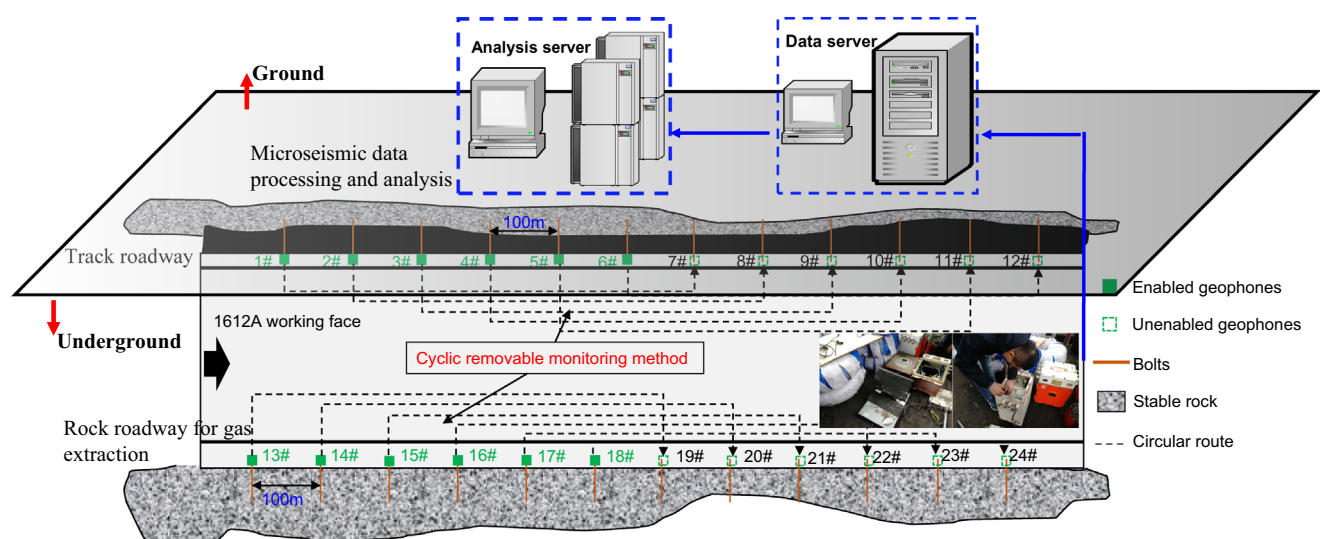 Analysis server
Data server
Ground
Microseismic data
processing and analysis
100m
Track roadway
1# 2# 3# 4# 5# 6# 7# 8# 9# 10# 11# 12#
Enabled geophones
1612A working face
Unenabled geophones
Underground
Cyclic removable monitoring method
Bolts
Stable rock
Rock roadway for gas
extraction
Circular route
13# 14# 15# 16# 17# 18# 19# 20# 21# 22# 23# 24#
100m